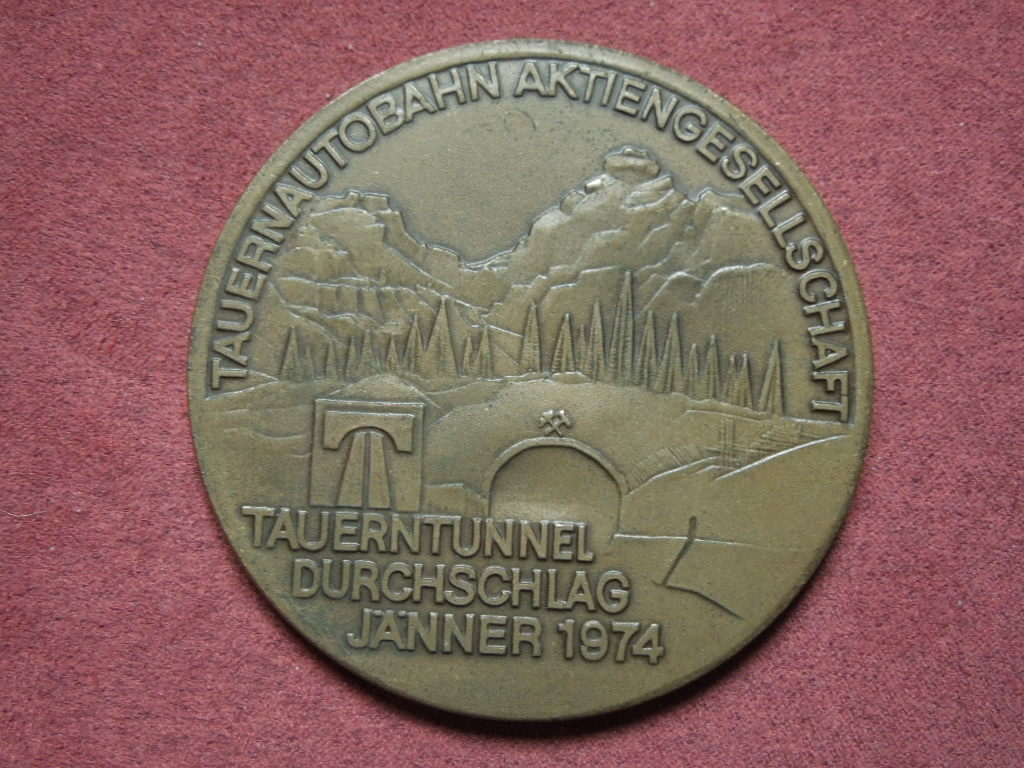 TAUERNAUTOBAHN AKTIENGESELLSCHAFT
TAUERNTUNNEL
DURCHSCHLAG
JÄNNER 1974